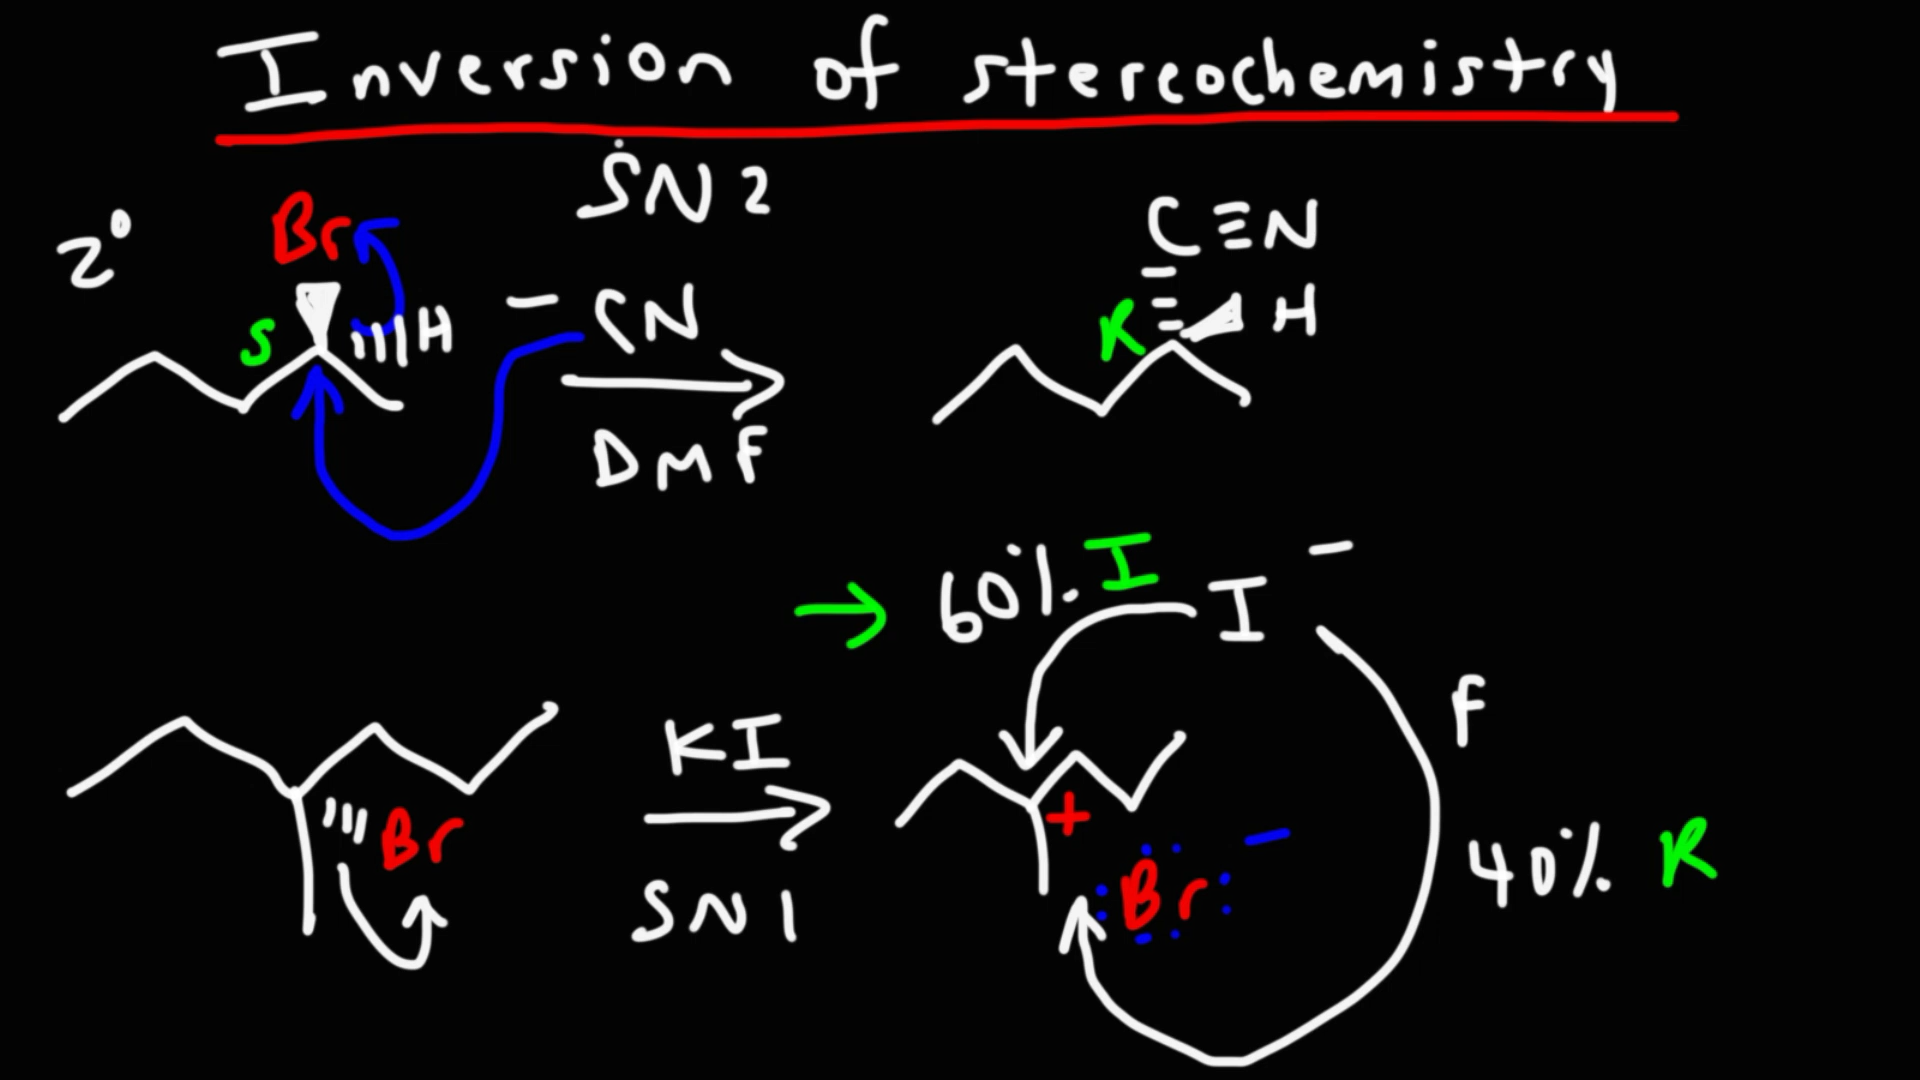 Inversion of stereochemistry
SN2
2° Br C≡N
S H - CN R H
DMF
→ 60% I I -
f
KI
+
Br Br - 40% R
SN1